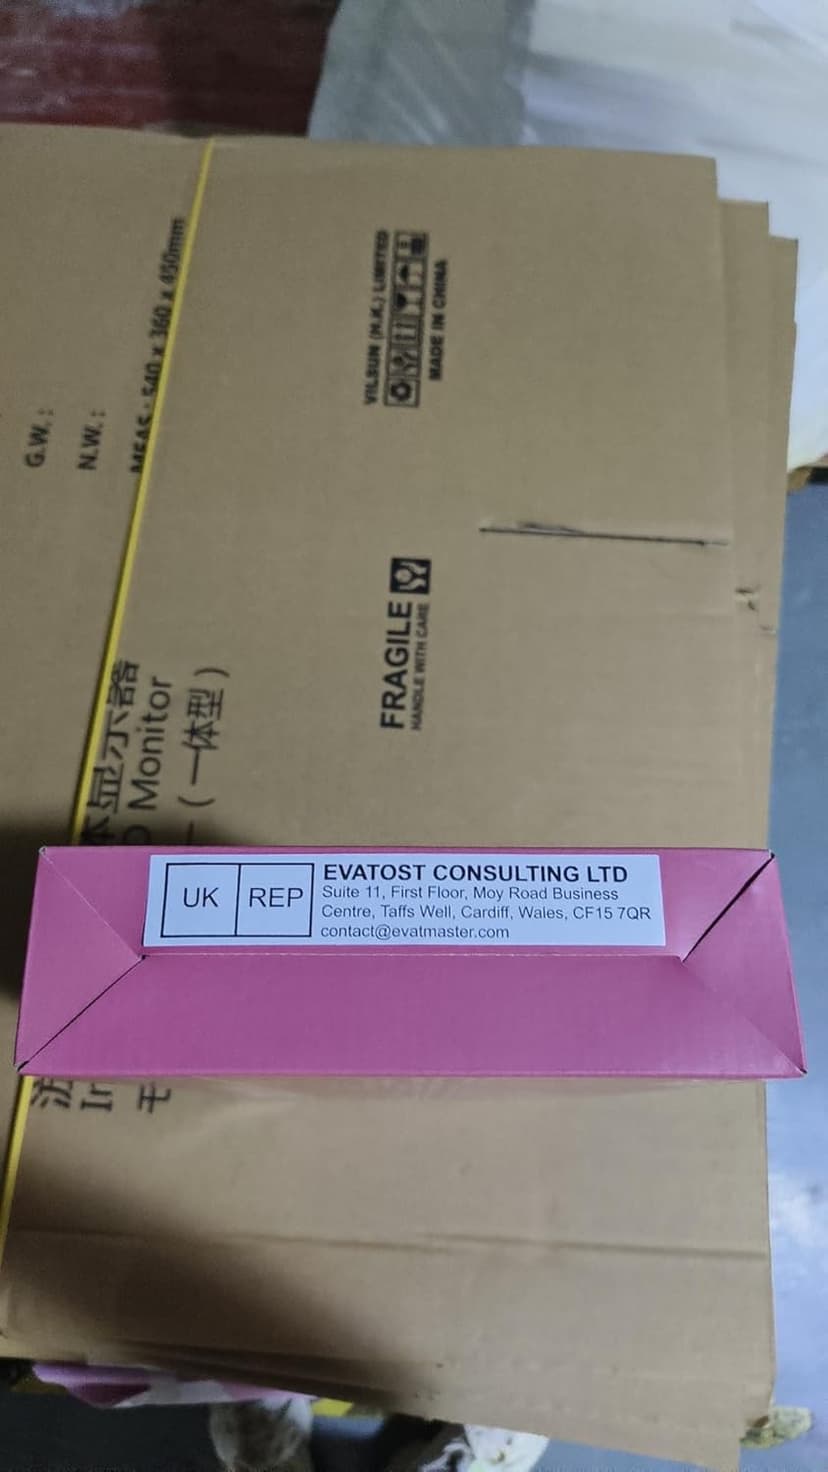 G.W. :
N.W. :
MEAS : 540 x 360 x 450mm
VILSUN (H.K.) LIMITED
MADE IN CHINA
FRAGILE
HANDLE WITH CARE
体显示器
Monitor
(一体型)
UK REP
EVATOST CONSULTING LTD
Suite 11, First Floor, Moy Road Business
Centre, Taffs Well, Cardiff, Wales, CF15 7QR
contact@evatmaster.com